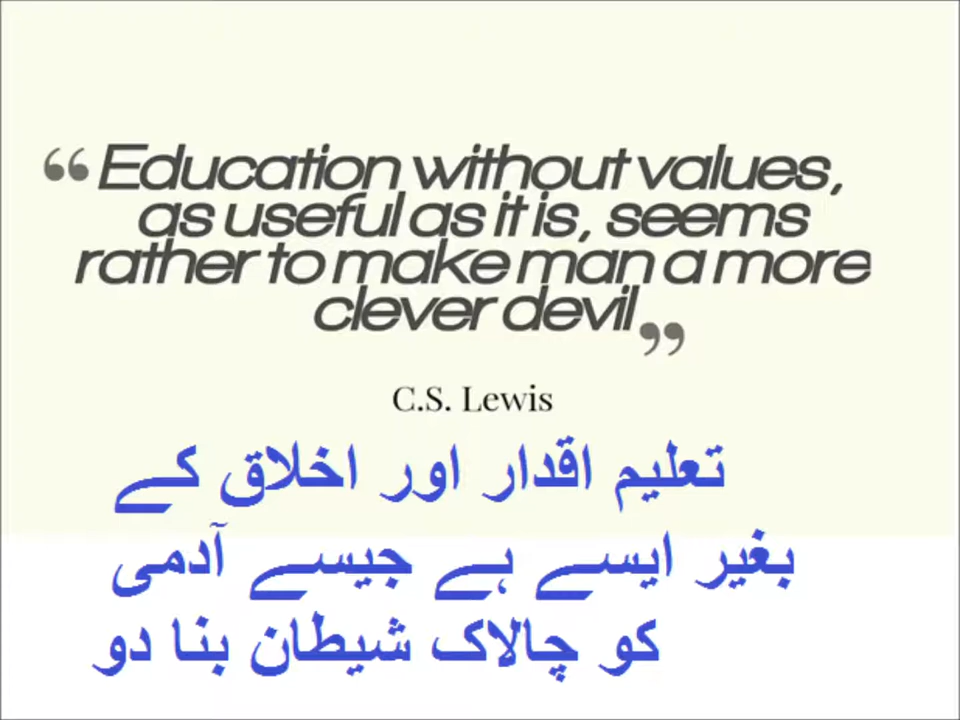 “Education without values,
as useful as it is, seems
rather to make man a more
clever devil”
C.S. Lewis
تعلیم اقدار اور اخلاق کے
بغیر ایسے ہے جیسے آدمی
کو چالاک شیطان بنا دو